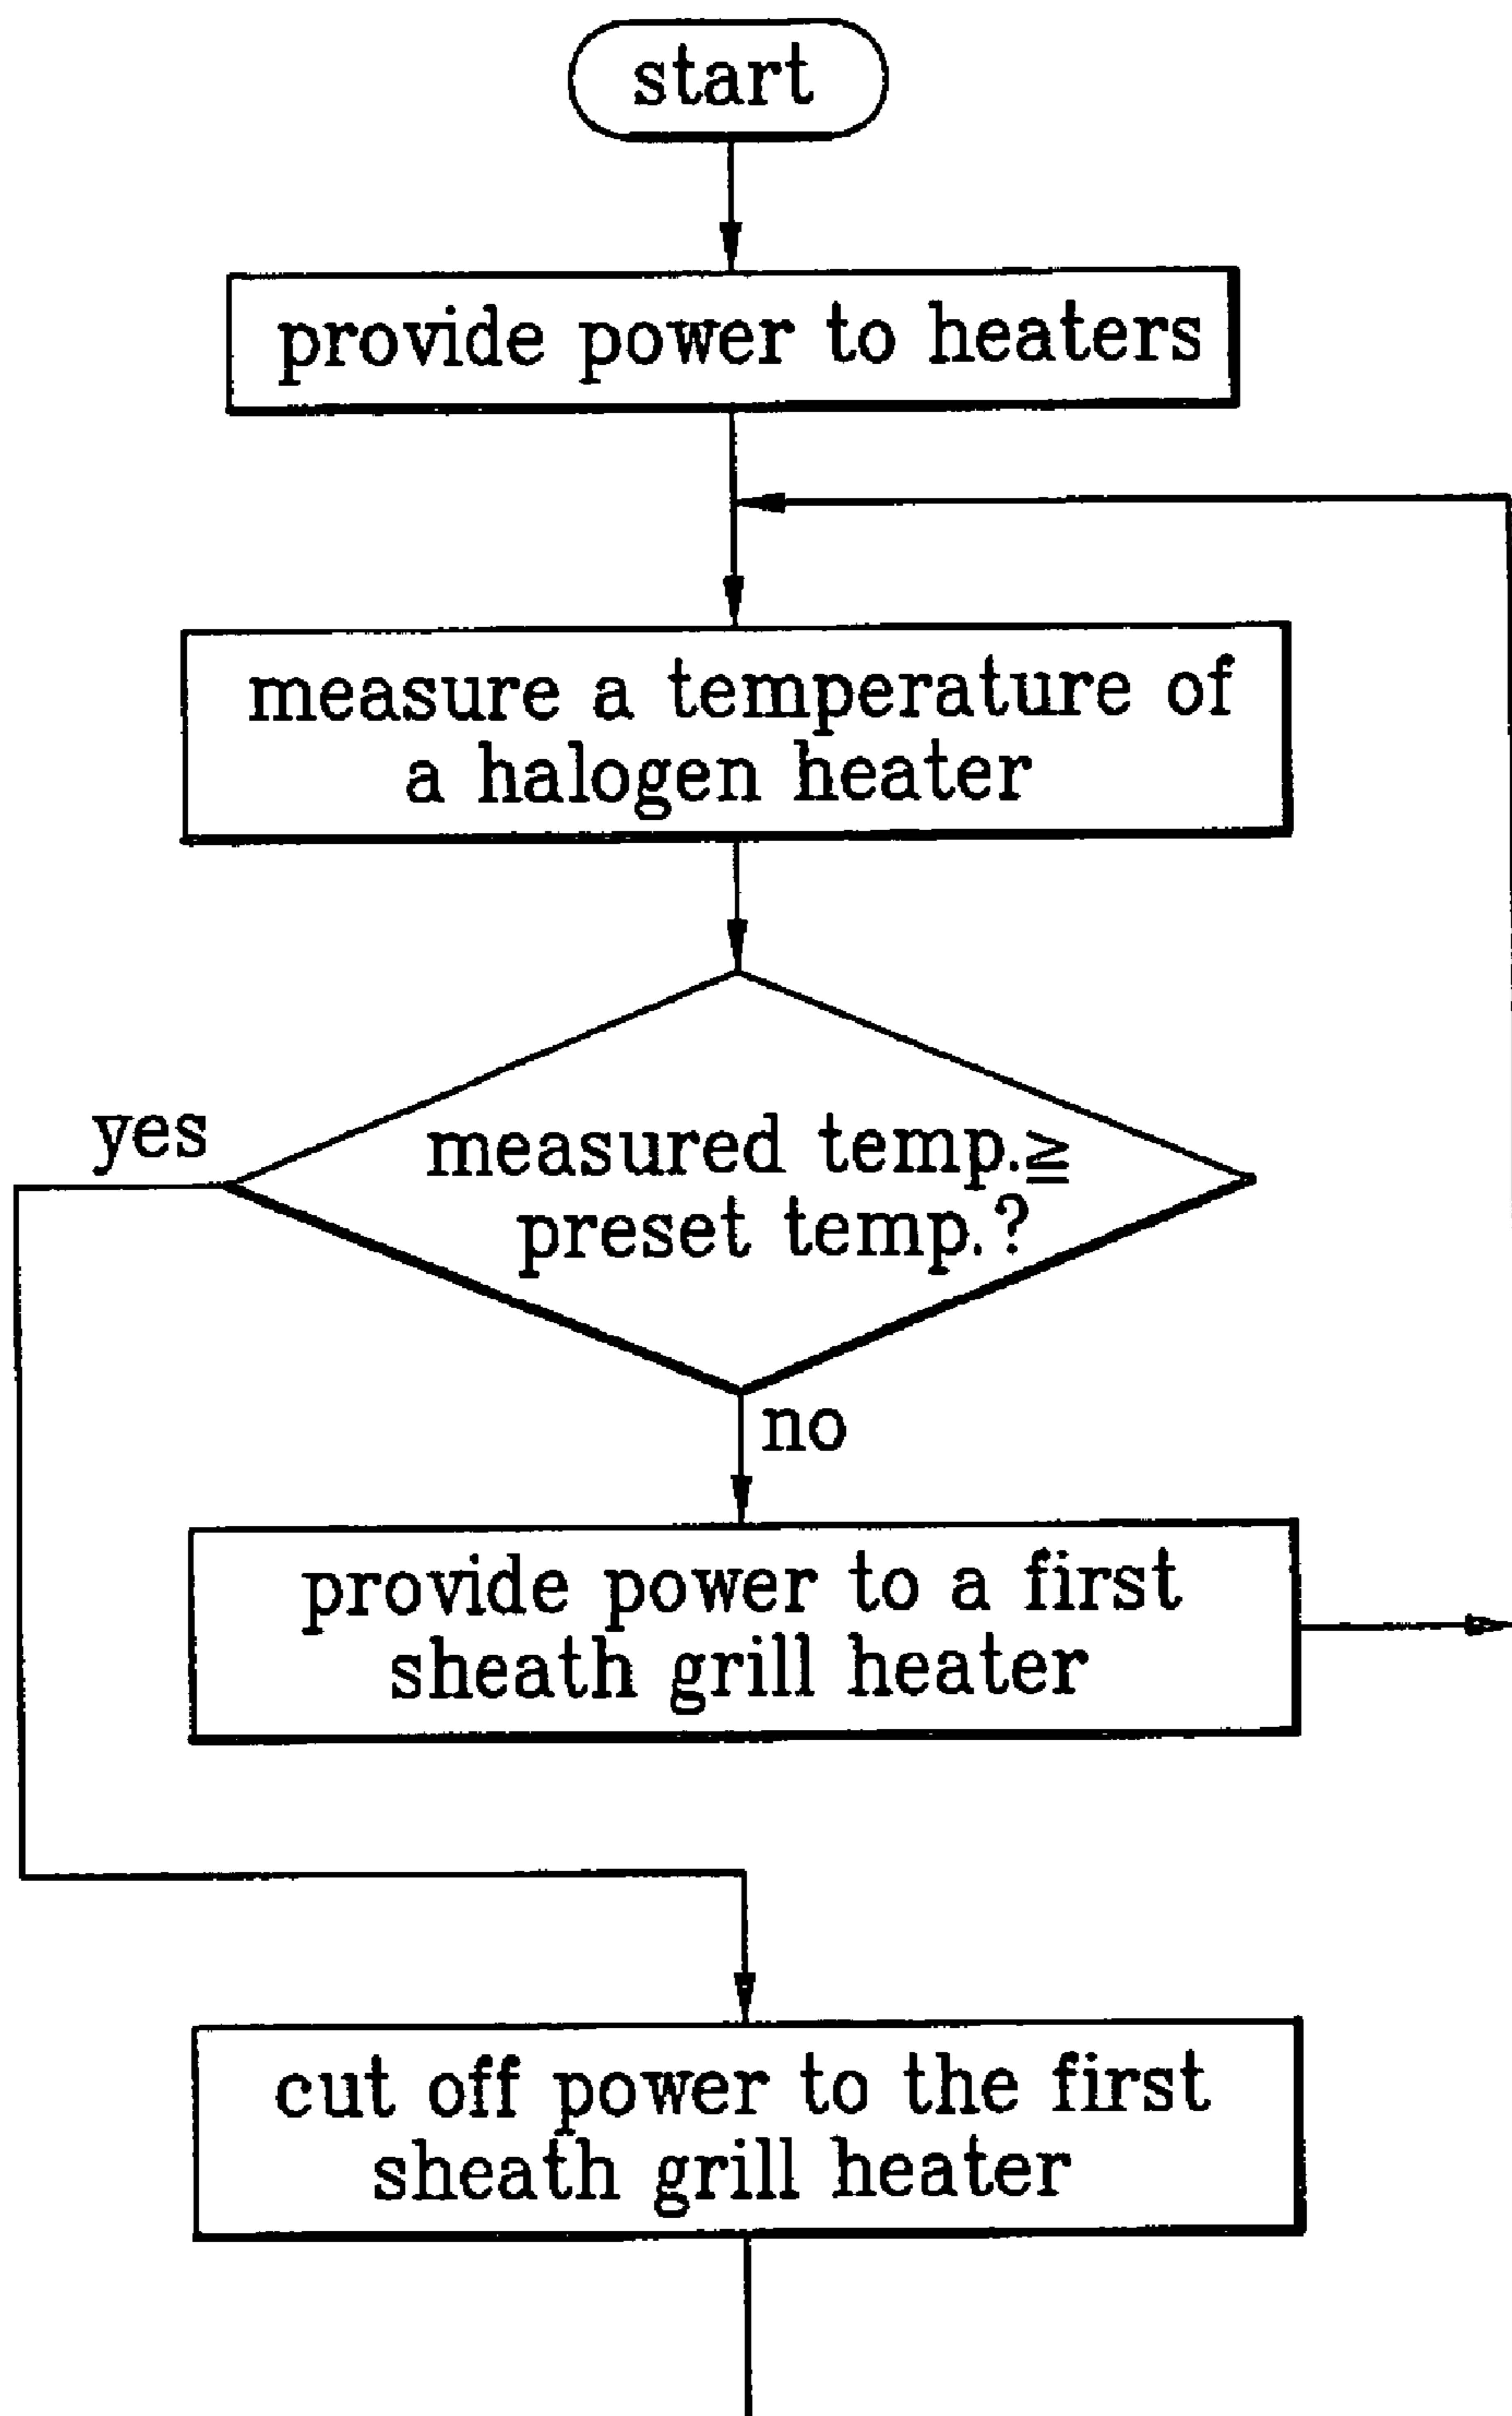 start
provide power to heaters
measure a temperature of
a halogen heater
yes
measured temp.≧
preset temp.?
no
provide power to a first
sheath grill heater
cut off power to the first
sheath grill heater